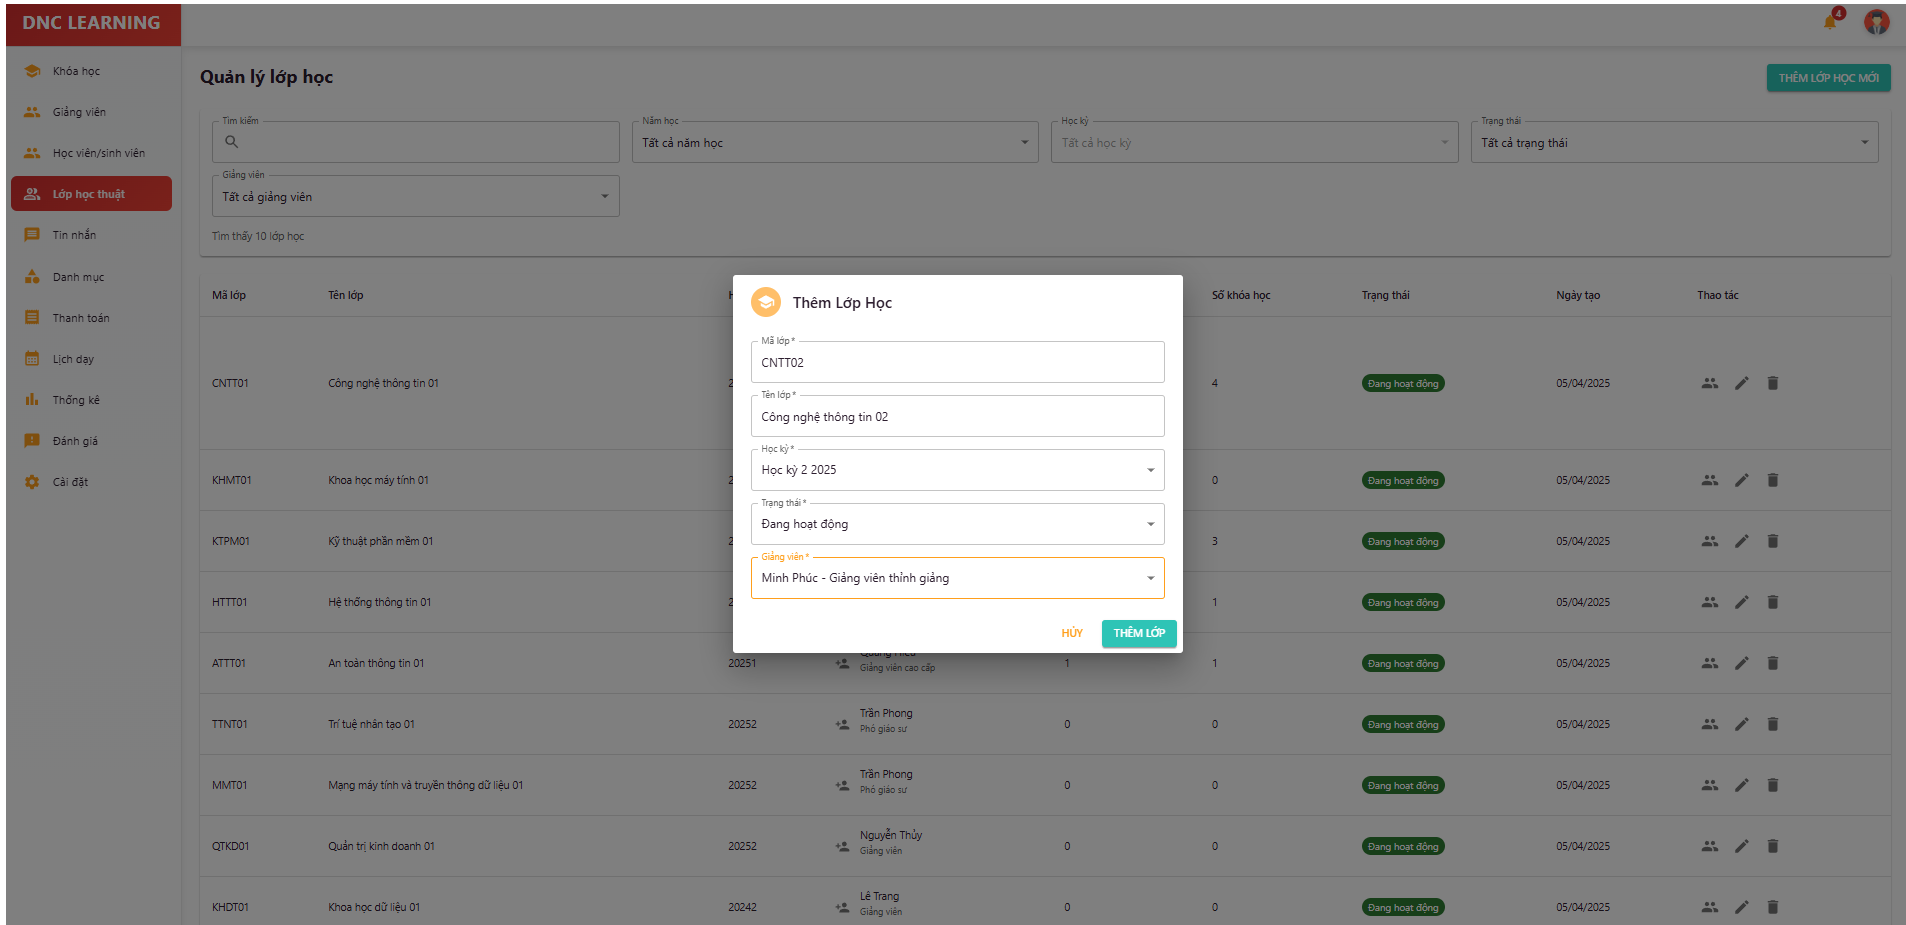 DNC LEARNING
4
Khóa học
Giảng viên
Học viên/sinh viên
Lớp học thuật
Tin nhắn
Danh mục
Thanh toán
Lịch dạy
Thống kê
Đánh giá
Cài đặt
Quản lý lớp học
THÊM LỚP HỌC MỚI
Tìm kiếm
Năm học
Tất cả năm học
Học kỳ
Tất cả học kỳ
Trạng thái
Tất cả trạng thái
Giảng viên
Tất cả giảng viên
Tìm thấy 10 lớp học
Mã lớp Tên lớp Số khóa học Trạng thái Ngày tạo Thao tác
CNTT01 Công nghệ thông tin 01 4 Đang hoạt động 05/04/2025
KHMT01 Khoa học máy tính 01 0 Đang hoạt động 05/04/2025
KTPM01 Kỹ thuật phần mềm 01 3 Đang hoạt động 05/04/2025
HTTT01 Hệ thống thông tin 01 1 Đang hoạt động 05/04/2025
ATTT01 An toàn thông tin 01 20251 Giảng viên cao cấp 1 1 Đang hoạt động 05/04/2025
TTNT01 Trí tuệ nhân tạo 01 20252 Trần Phong 0 0 Đang hoạt động 05/04/2025
Phó giáo sư
MMT01 Mạng máy tính và truyền thông dữ liệu 01 20252 Trần Phong 0 0 Đang hoạt động 05/04/2025
Phó giáo sư
QTKD01 Quản trị kinh doanh 01 20252 Nguyễn Thủy 0 0 Đang hoạt động 05/04/2025
Giảng viên
KHDT01 Khoa học dữ liệu 01 20242 Lê Trang 0 0 Đang hoạt động 05/04/2025
Giảng viên
Thêm Lớp Học
Mã lớp *
CNTT02
Tên lớp *
Công nghệ thông tin 02
Học kỳ *
Học kỳ 2 2025
Trạng thái *
Đang hoạt động
Giảng viên *
Minh Phúc - Giảng viên thỉnh giảng
HỦY
THÊM LỚP